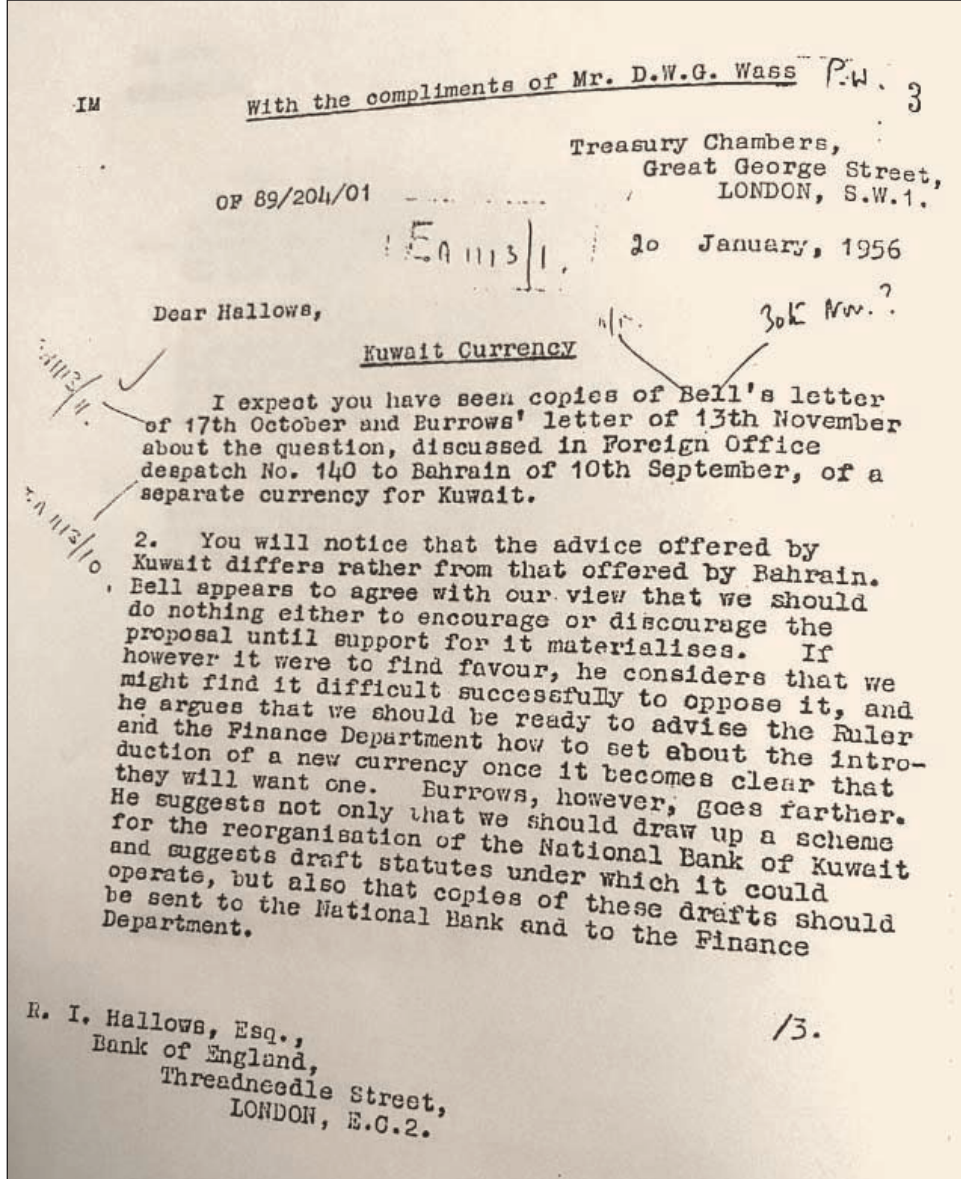 IM
With the compliments of Mr. D.W.G. Wass P.W. 3
Treasury Chambers,
Great George Street,
LONDON, S.W.1.
OF 89/204/01
EA 1113/1.
20 January, 1956
Dear Hallows,
30th Nov.?
Kuwait Currency
I expect you have seen copies of Bell's letter
of 17th October and Burrows' letter of 13th November
about the question, discussed in Foreign Office
despatch No. 140 to Bahrain of 10th September, of a
separate currency for Kuwait.
EA 1113/10.
2. You will notice that the advice offered by
Kuwait differs rather from that offered by Bahrain.
Bell appears to agree with our view that we should
do nothing either to encourage or discourage the
proposal until support for it materialises. If
however it were to find favour, he considers that we
might find it difficult successfully to oppose it, and
he argues that we should be ready to advise the Ruler
and the Finance Department how to set about the intro-
duction of a new currency once it becomes clear that
they will want one. Burrows, however, goes farther.
He suggests not only that we should draw up a scheme
for the reorganisation of the National Bank of Kuwait
and suggests draft statutes under which it could
operate, but also that copies of these drafts should
be sent to the National Bank and to the Finance
Department.
/3.
R. I. Hallows, Esq.,
Bank of England,
Threadneedle Street,
LONDON, E.C.2.